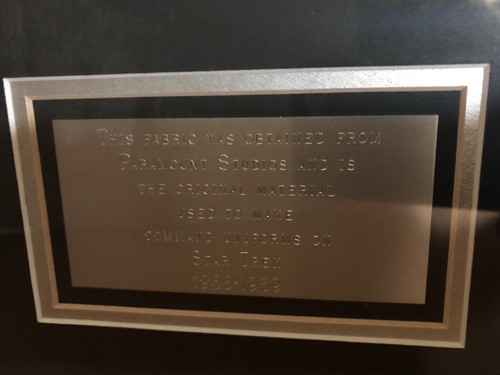 THIS FABRIC WAS OBTAINED FROM
PARAMOUNT STUDIOS AND IS
THE ORIGINAL MATERIAL
USED TO MAKE
COMMAND UNIFORMS ON
STAR TREK